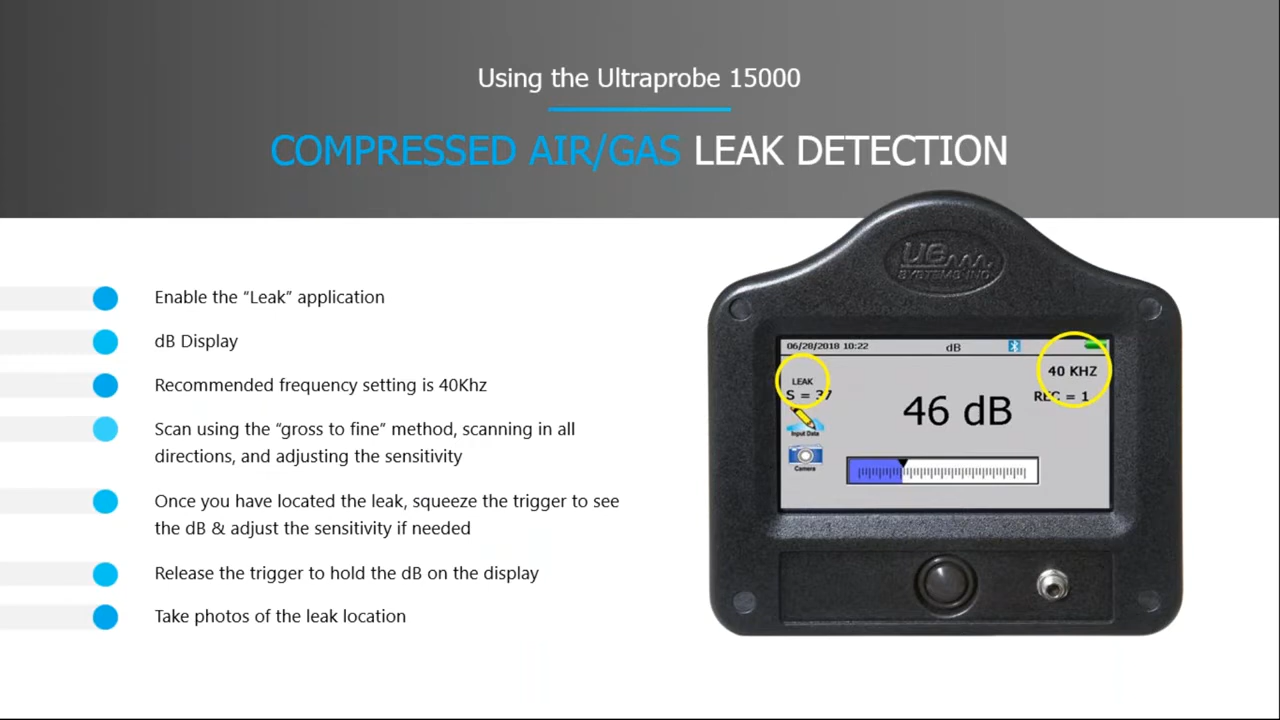 Using the Ultraprobe 15000
COMPRESSED AIR/GAS LEAK DETECTION
Enable the “Leak” application
dB Display
Recommended frequency setting is 40Khz
Scan using the “gross to fine” method, scanning in all
directions, and adjusting the sensitivity
Once you have located the leak, squeeze the trigger to see
the dB & adjust the sensitivity if needed
Release the trigger to hold the dB on the display
Take photos of the leak location
UE
SYSTEMS INC
06/20/2018 10:22 dB
LEAK
40 KHZ
S = 37
REC = 1
46 dB
Input Data
Camera